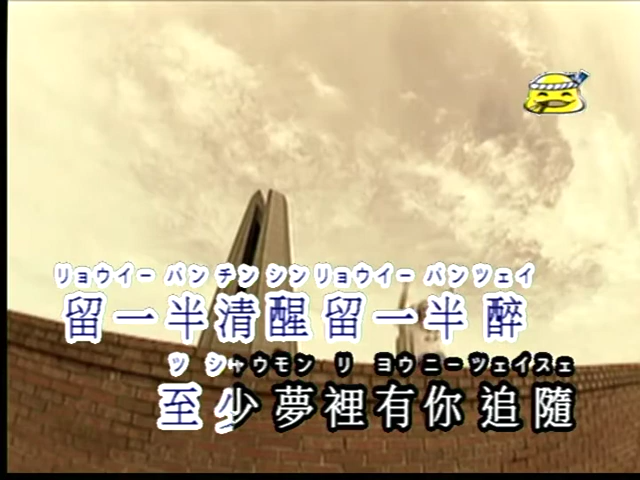 リョウイー パン チン シンリョウイー パンツェイ
留一半清醒留一半醉
ツ シャウモン リ ヨウニーツェイスェ
至少夢裡有你追隨